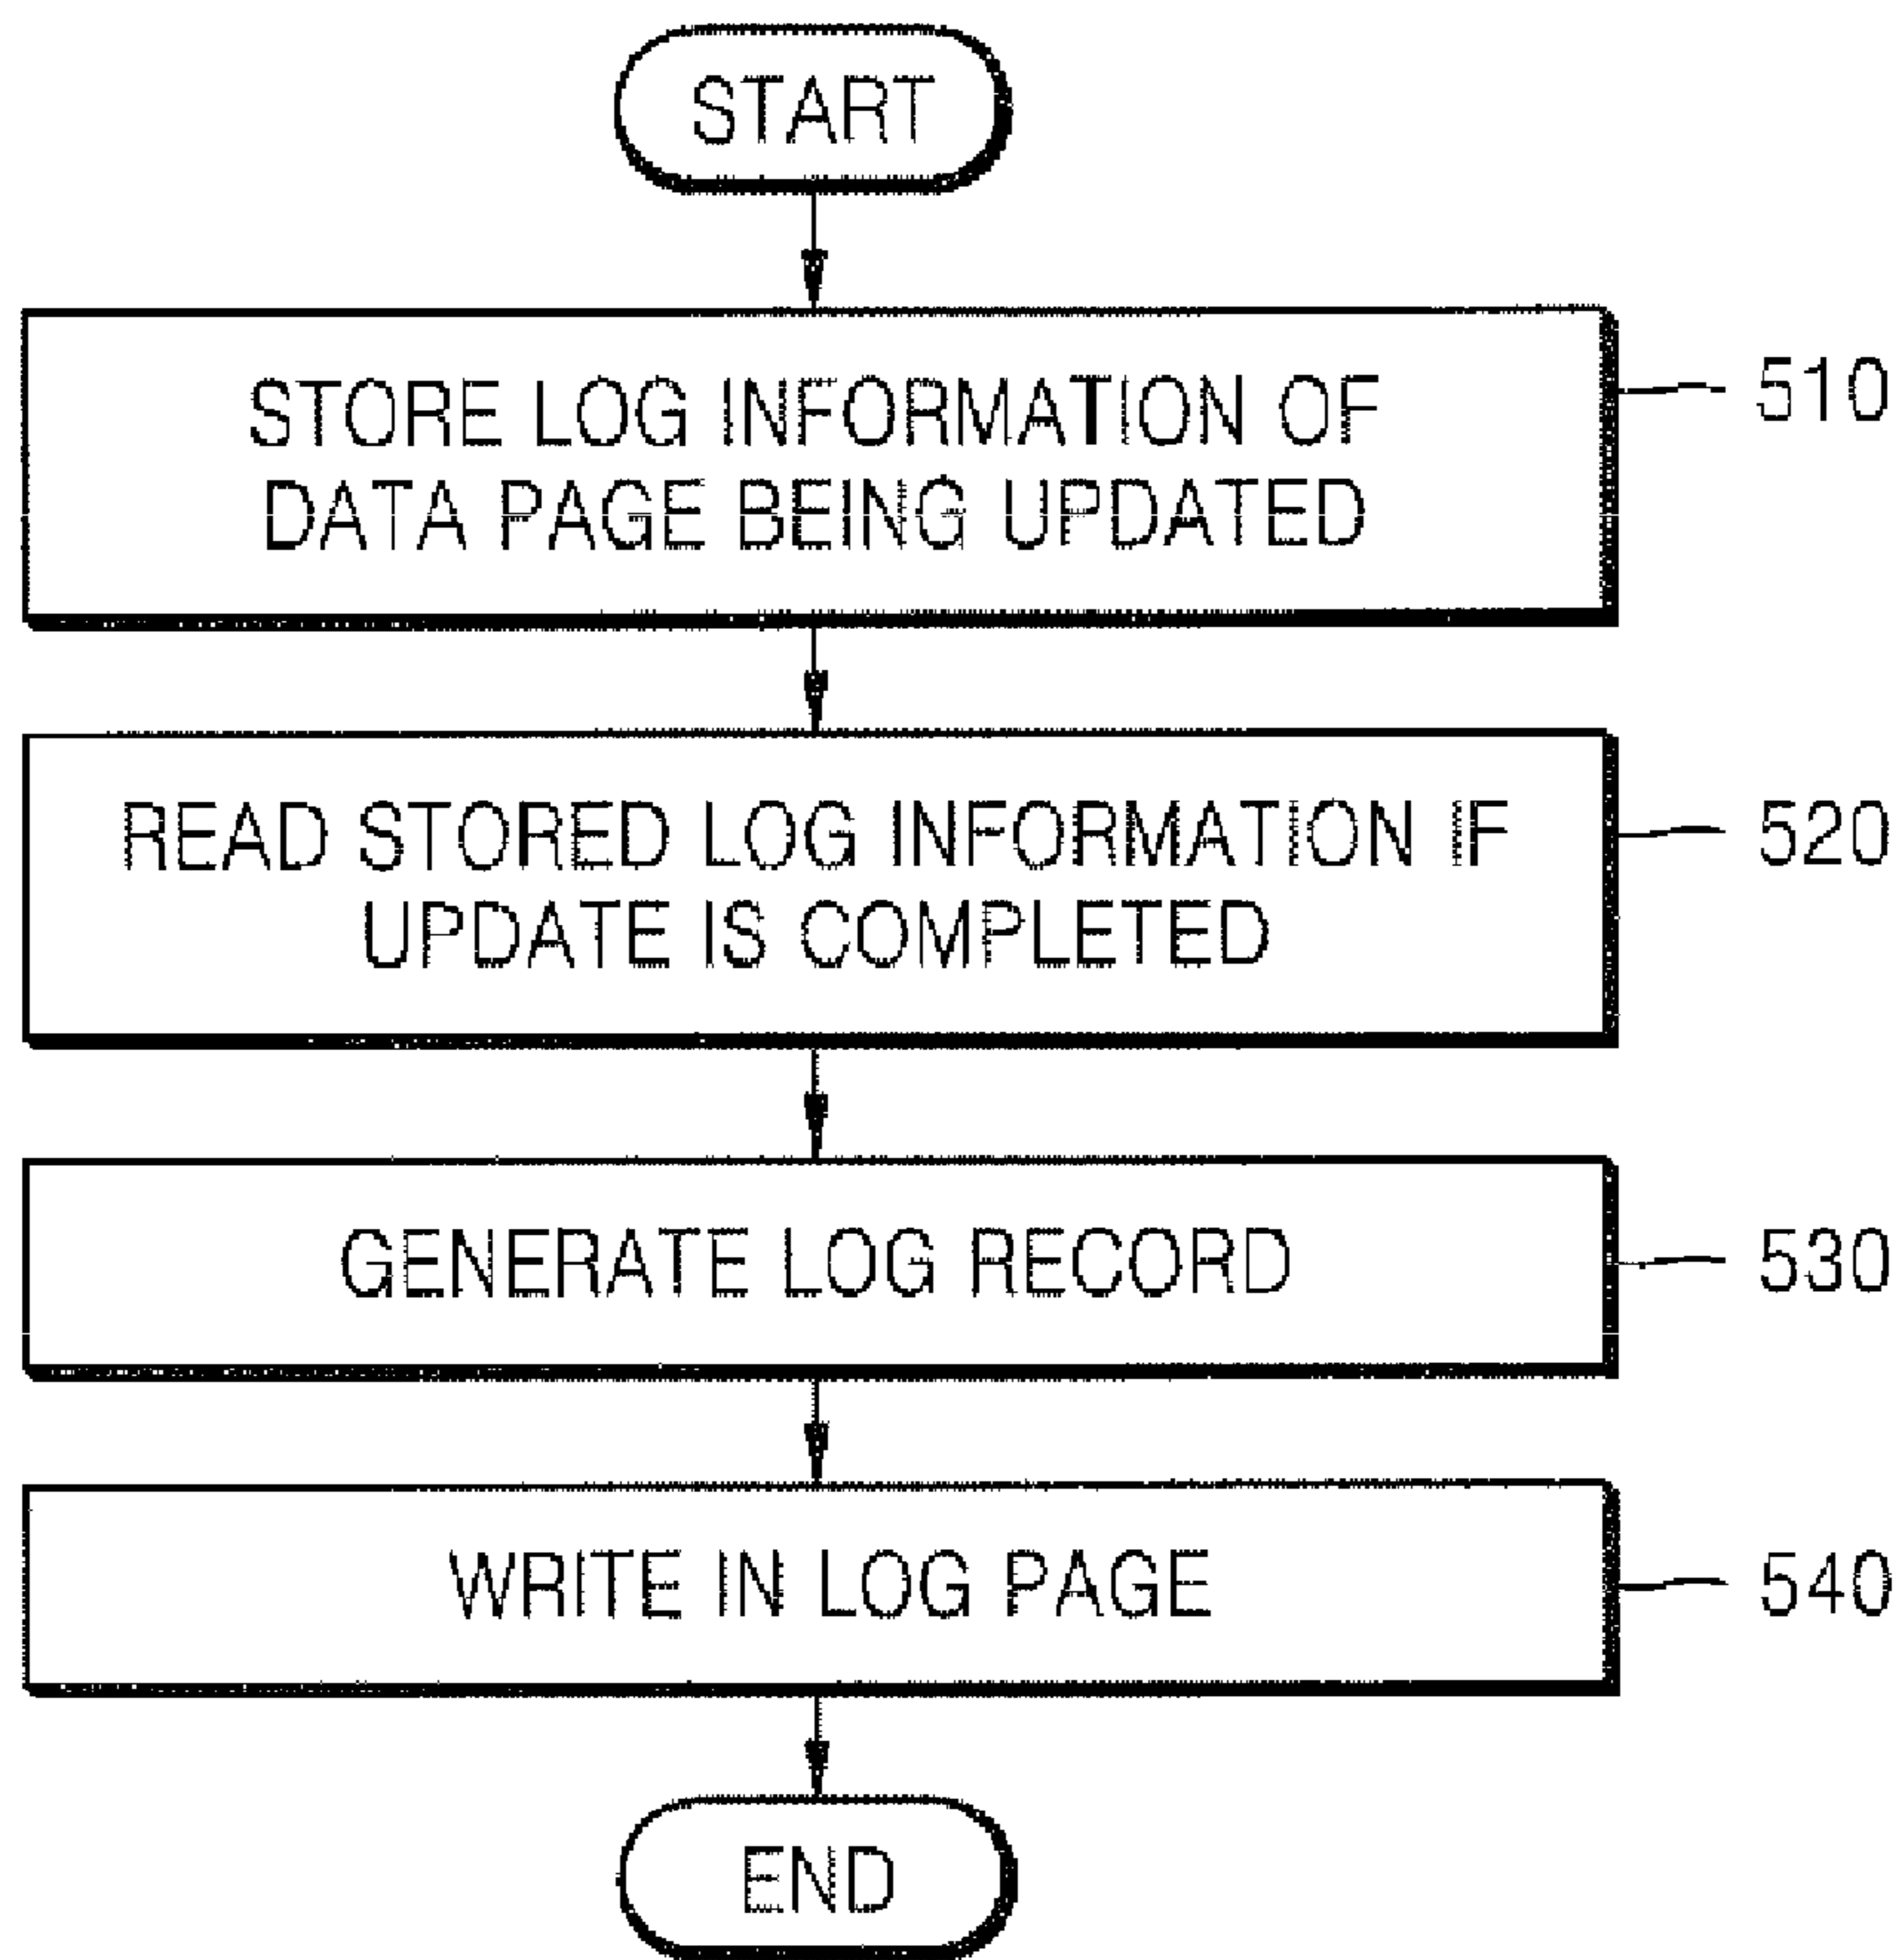 START
STORE LOG INFORMATION OF
DATA PAGE BEING UPDATED
510
READ STORED LOG INFORMATION IF
UPDATE IS COMPLETED
520
GENERATE LOG RECORD
530
WRITE IN LOG PAGE
540
END